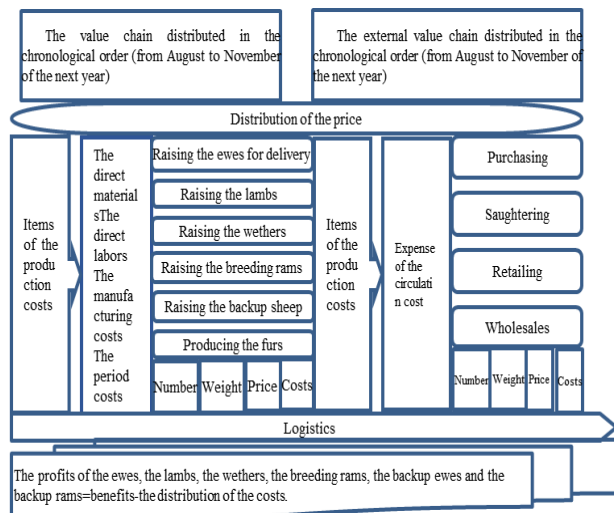 The value chain distributed in the
chronological order (from August to November
of the next year)
The external value chain distributed in the
chronological order (from August to November of
the next year)
Distribution of the price
Items
of the
produ
ction
costs
The
direct
material
sThe
direct
labors
The
manufa
cturing
costs
The
period
costs
Raising the ewes for delivery
Raising the lambs
Raising the wethers
Raising the breeding rams
Raising the backup sheep
Producing the furs
Number Weight Price Costs
Items
of the
produ
ction
costs
Expense
of the
circulati
n cost
Purchasing
Saughtering
Retailing
Wholesales
Number Weight Price Costs
Logistics
The profits of the ewes, the lambs, the wethers, the breeding rams, the backup ewes and the
backup rams=benefits-the distribution of the costs.